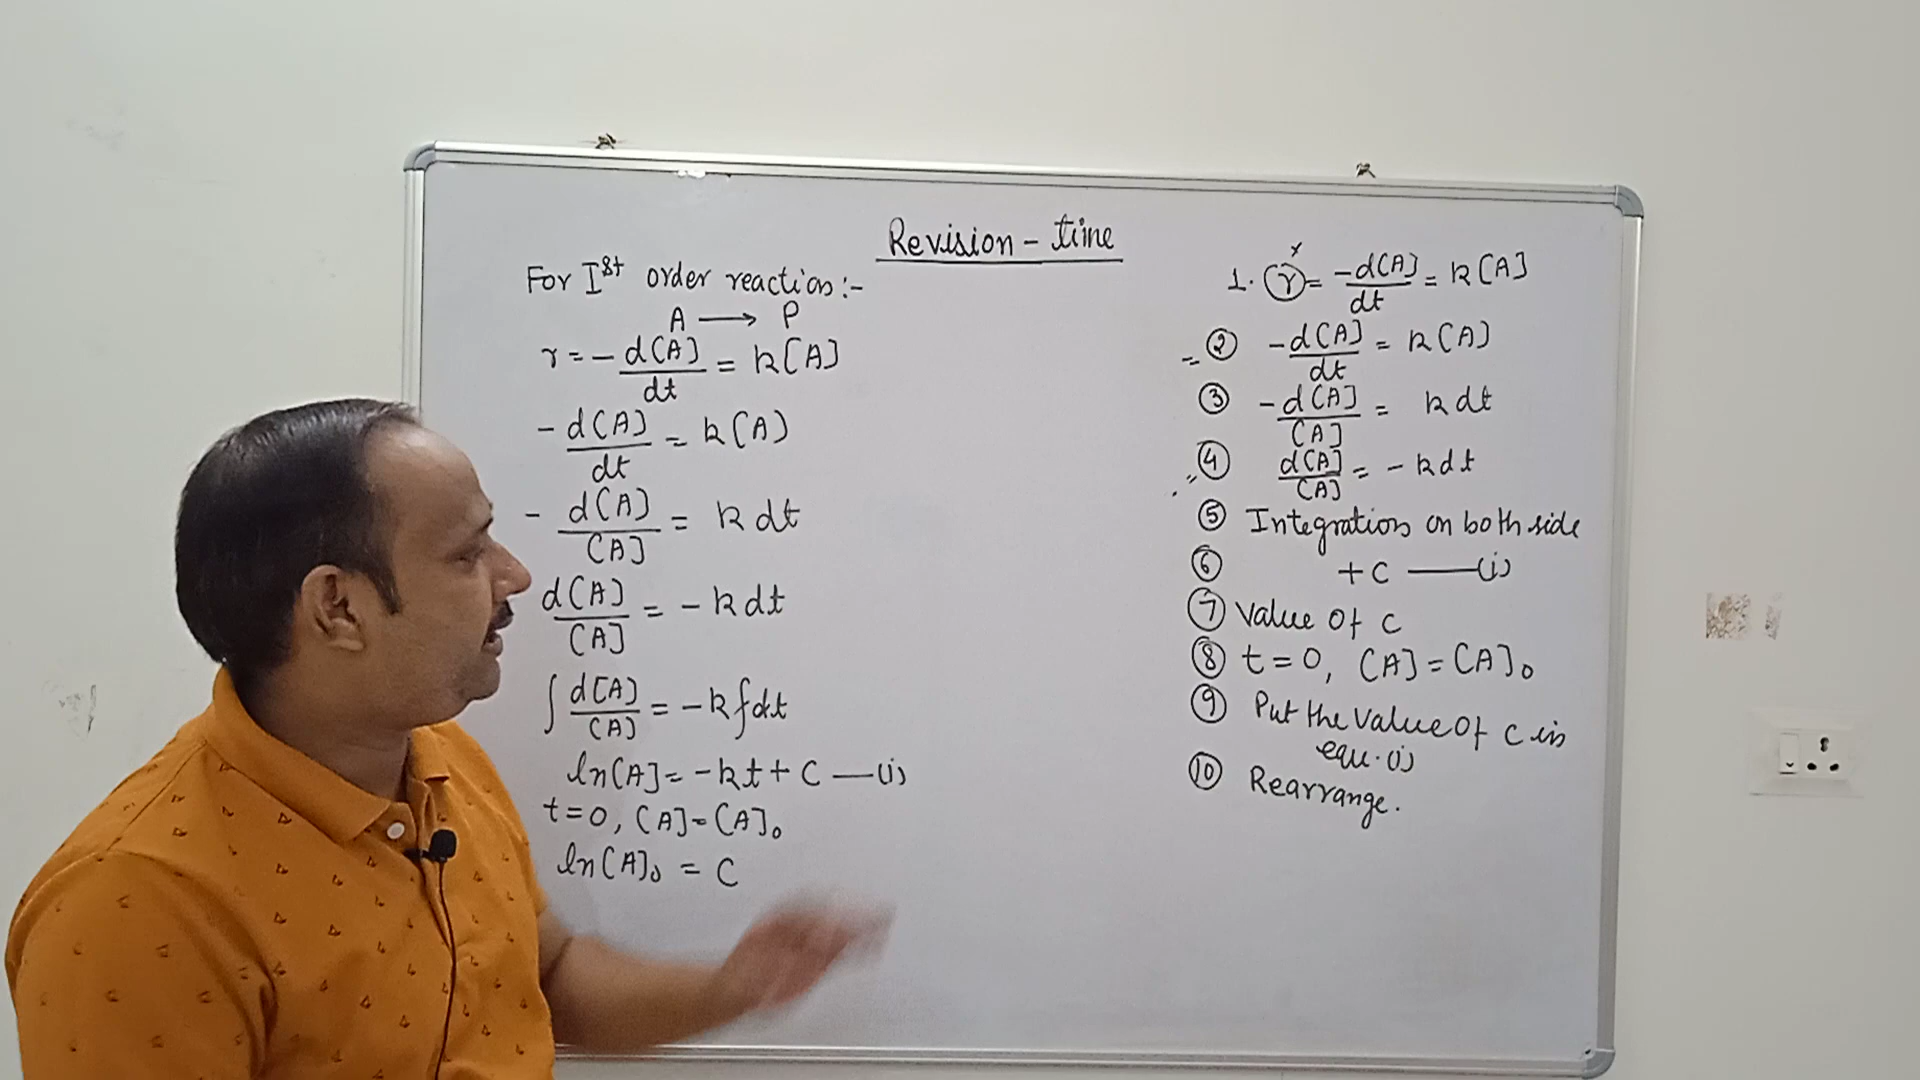 Revision - time
For Ist order reaction:-
A ⟶ P
r = - d[A]/dt = k[A]
- d[A]/dt = k[A]
- d[A]/[A] = k dt
d[A]/[A] = - k dt
∫ d[A]/[A] = - k ∫dt
ln[A] = - kt + C —(i)
t = 0, [A] = [A]₀
ln[A]₀ = C
1. r = -d[A]/dt = k[A]
② -d[A]/dt = k[A]
③ -d[A]/[A] = k dt
④ d[A]/[A] = - k dt
⑤ Integration on both side
⑥ + C ——(i)
⑦ Value of C
⑧ t = 0, [A] = [A]₀
⑨ Put the value of C in
equ. (i)
⑩ Rearrange.